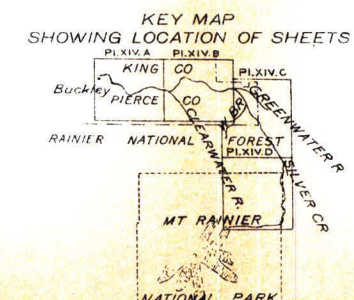 KEY MAP
SHOWING LOCATION OF SHEETS
Pl.XIV.A Pl.XIV.B
KING CO Pl.XIV.C
Buckley
PIERCE CO
GREENWATER R
W BR.
CLEARWATER R.
RAINIER NATIONAL FOREST
Pl.XIV.D
SILVER CR
MT RAINIER
NATIONAL PARK